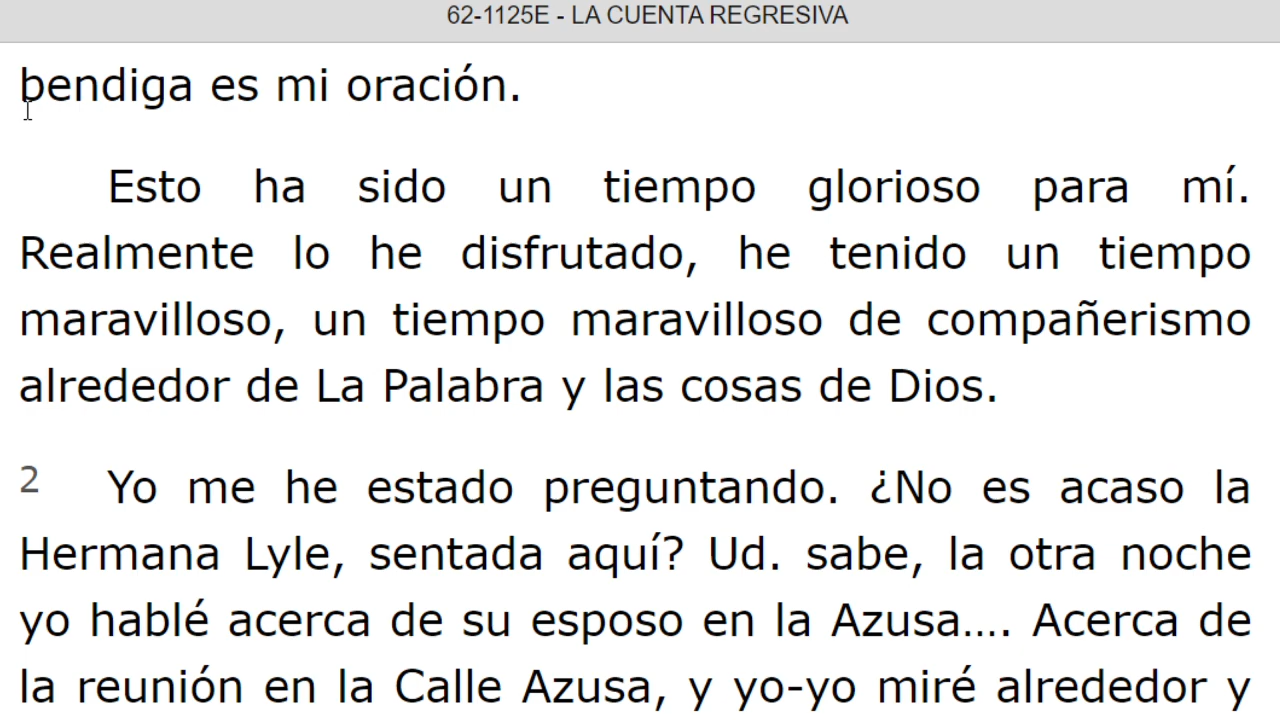 62-1125E - LA CUENTA REGRESIVA
bendiga es mi oración.
Esto ha sido un tiempo glorioso para mí.
Realmente lo he disfrutado, he tenido un tiempo
maravilloso, un tiempo maravilloso de compañerismo
alrededor de La Palabra y las cosas de Dios.
2 Yo me he estado preguntando. ¿No es acaso la
Hermana Lyle, sentada aquí? Ud. sabe, la otra noche
yo hablé acerca de su esposo en la Azusa.... Acerca de
la reunión en la Calle Azusa, y yo-yo miré alrededor y